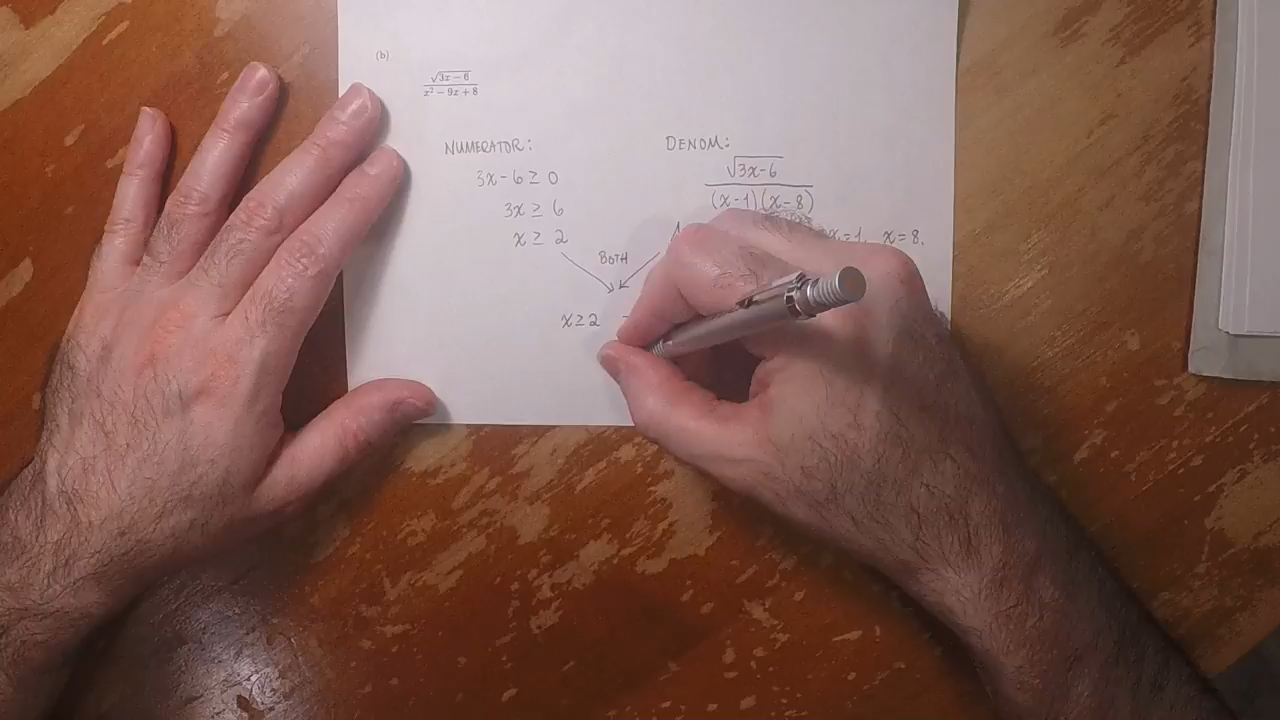 (b)
√3x − 6
x² − 9x + 8
NUMERATOR:
3x-6 ≥ 0
3x ≥ 6
x ≥ 2
DENOM:
√3x-6
(x-1)(x-8)
x=1, x=8.
BOTH
x≥2